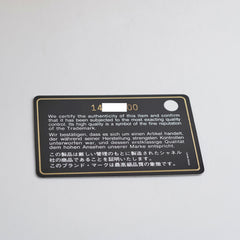 14 00
We certify the authenticity of this item and confirm
that it has been subjected to the most exacting quality
control. Its high quality is a symbol of the fine reputation
of the Trademark.
Wir bestätigen, dass es sich um einen Artikel handelt,
der während seiner Herstellung strengsten Kontrollen
unterworfen war, und dessen erstklassige Qualität
dem hohen Ansehen unserer Marke entspricht.
この製品は厳しい管理のもとに製造されたシャネル
社の商品であることを証明いたします。
このブランド・マークは最高級品質の象徴です。